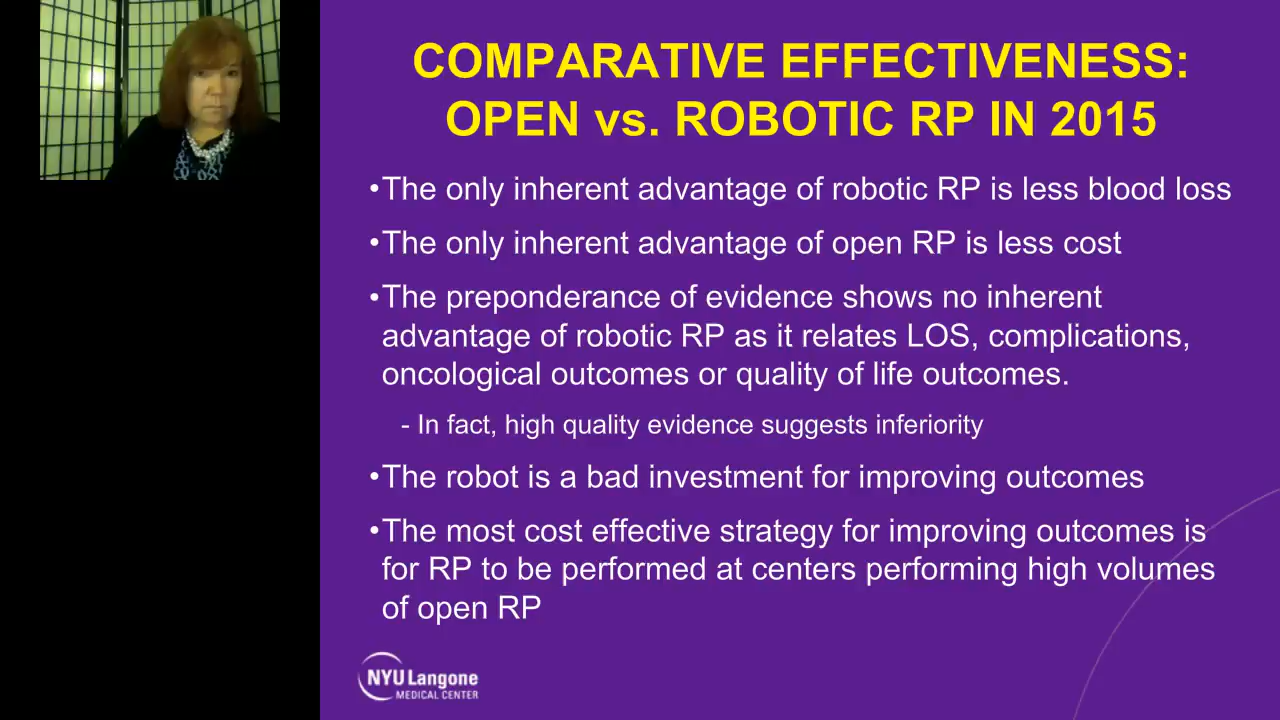 COMPARATIVE EFFECTIVENESS:
OPEN vs. ROBOTIC RP IN 2015
•The only inherent advantage of robotic RP is less blood loss
•The only inherent advantage of open RP is less cost
•The preponderance of evidence shows no inherent
advantage of robotic RP as it relates LOS, complications,
oncological outcomes or quality of life outcomes.
- In fact, high quality evidence suggests inferiority
•The robot is a bad investment for improving outcomes
•The most cost effective strategy for improving outcomes is
for RP to be performed at centers performing high volumes
of open RP
NYU Langone
MEDICAL CENTER